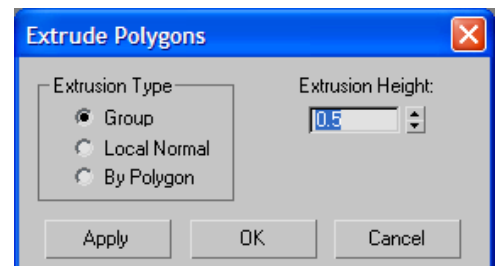 Extrude Polygons
Extrusion Type
Group
Local Normal
By Polygon
Extrusion Height:
0.5
Apply OK Cancel